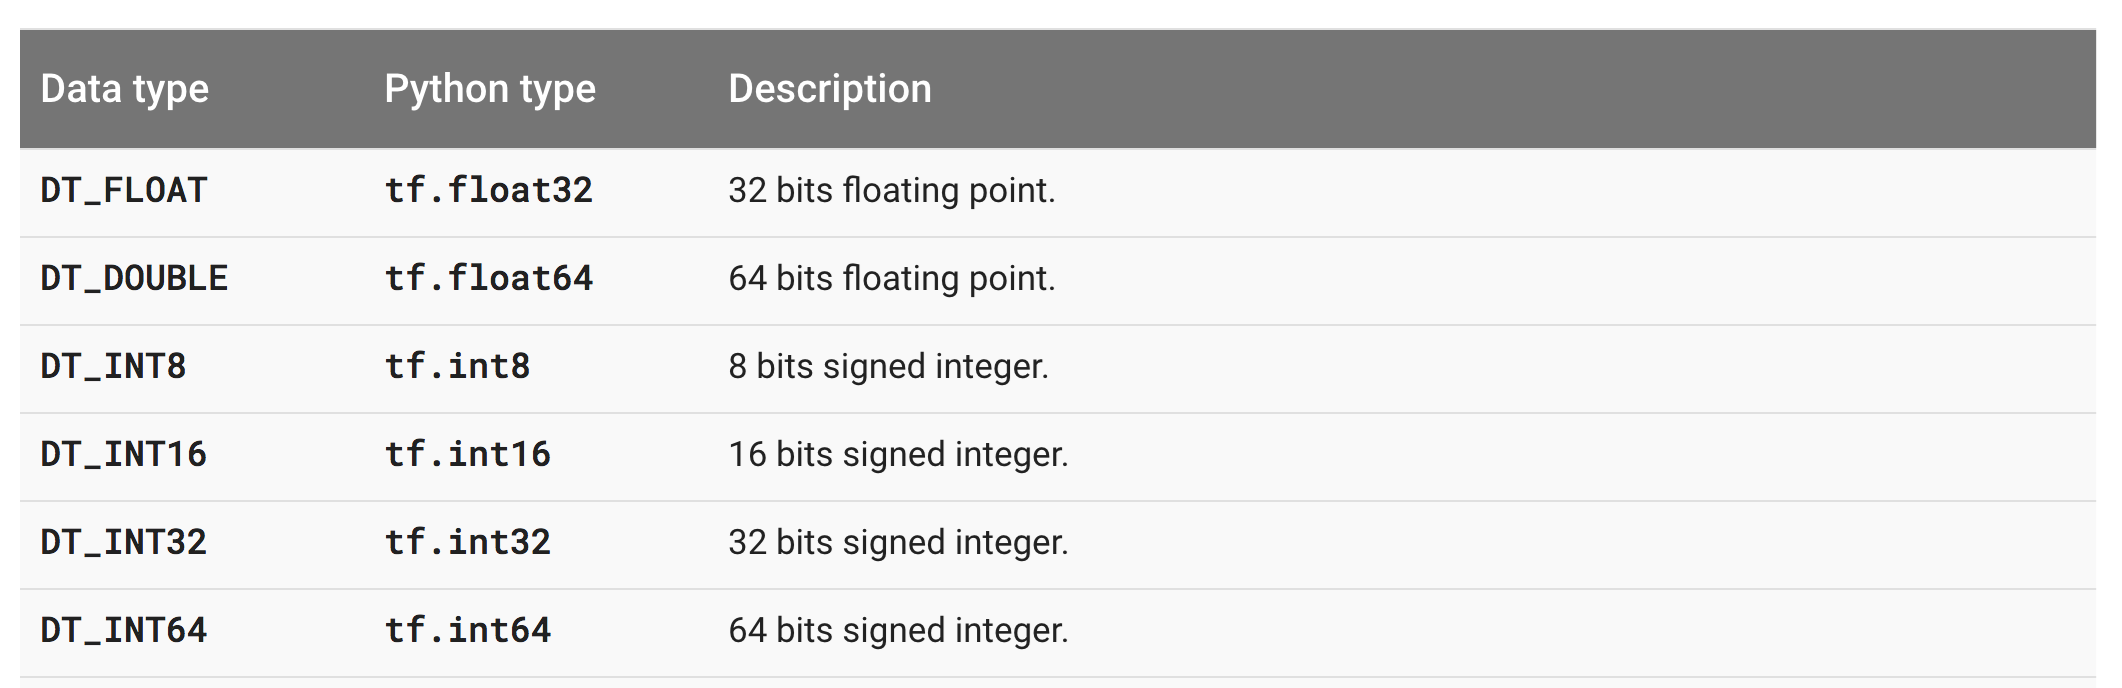 Data type Python type Description
DT_FLOAT tf.float32 32 bits floating point.
DT_DOUBLE tf.float64 64 bits floating point.
DT_INT8 tf.int8 8 bits signed integer.
DT_INT16 tf.int16 16 bits signed integer.
DT_INT32 tf.int32 32 bits signed integer.
DT_INT64 tf.int64 64 bits signed integer.